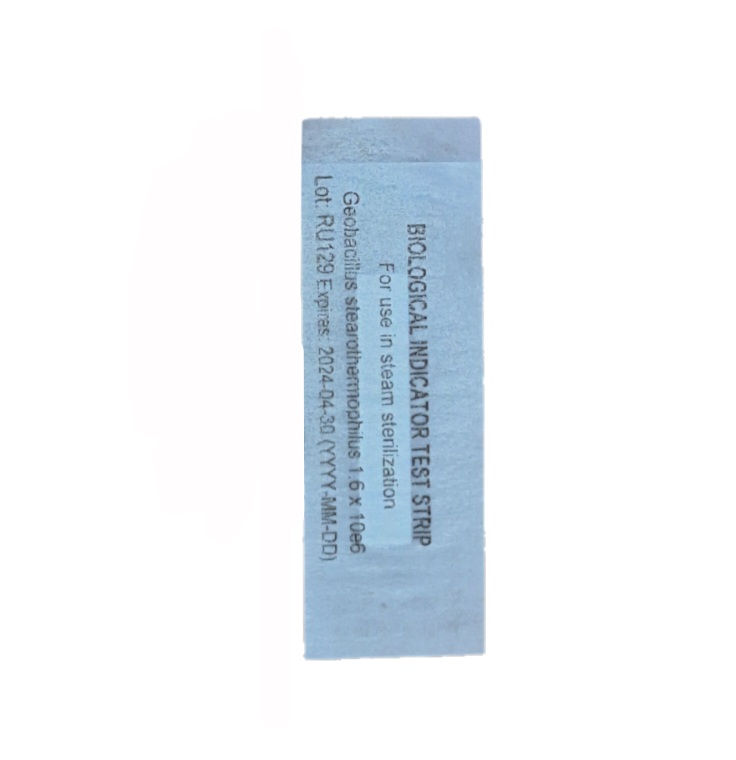 BIOLOGICAL INDICATOR TEST STRIP
For use in steam sterilization
Geobacillus stearothermophilus 1.6 x 10e6
Lot: RU129 Expires: 2024-04-30 (YYYY-MM-DD)